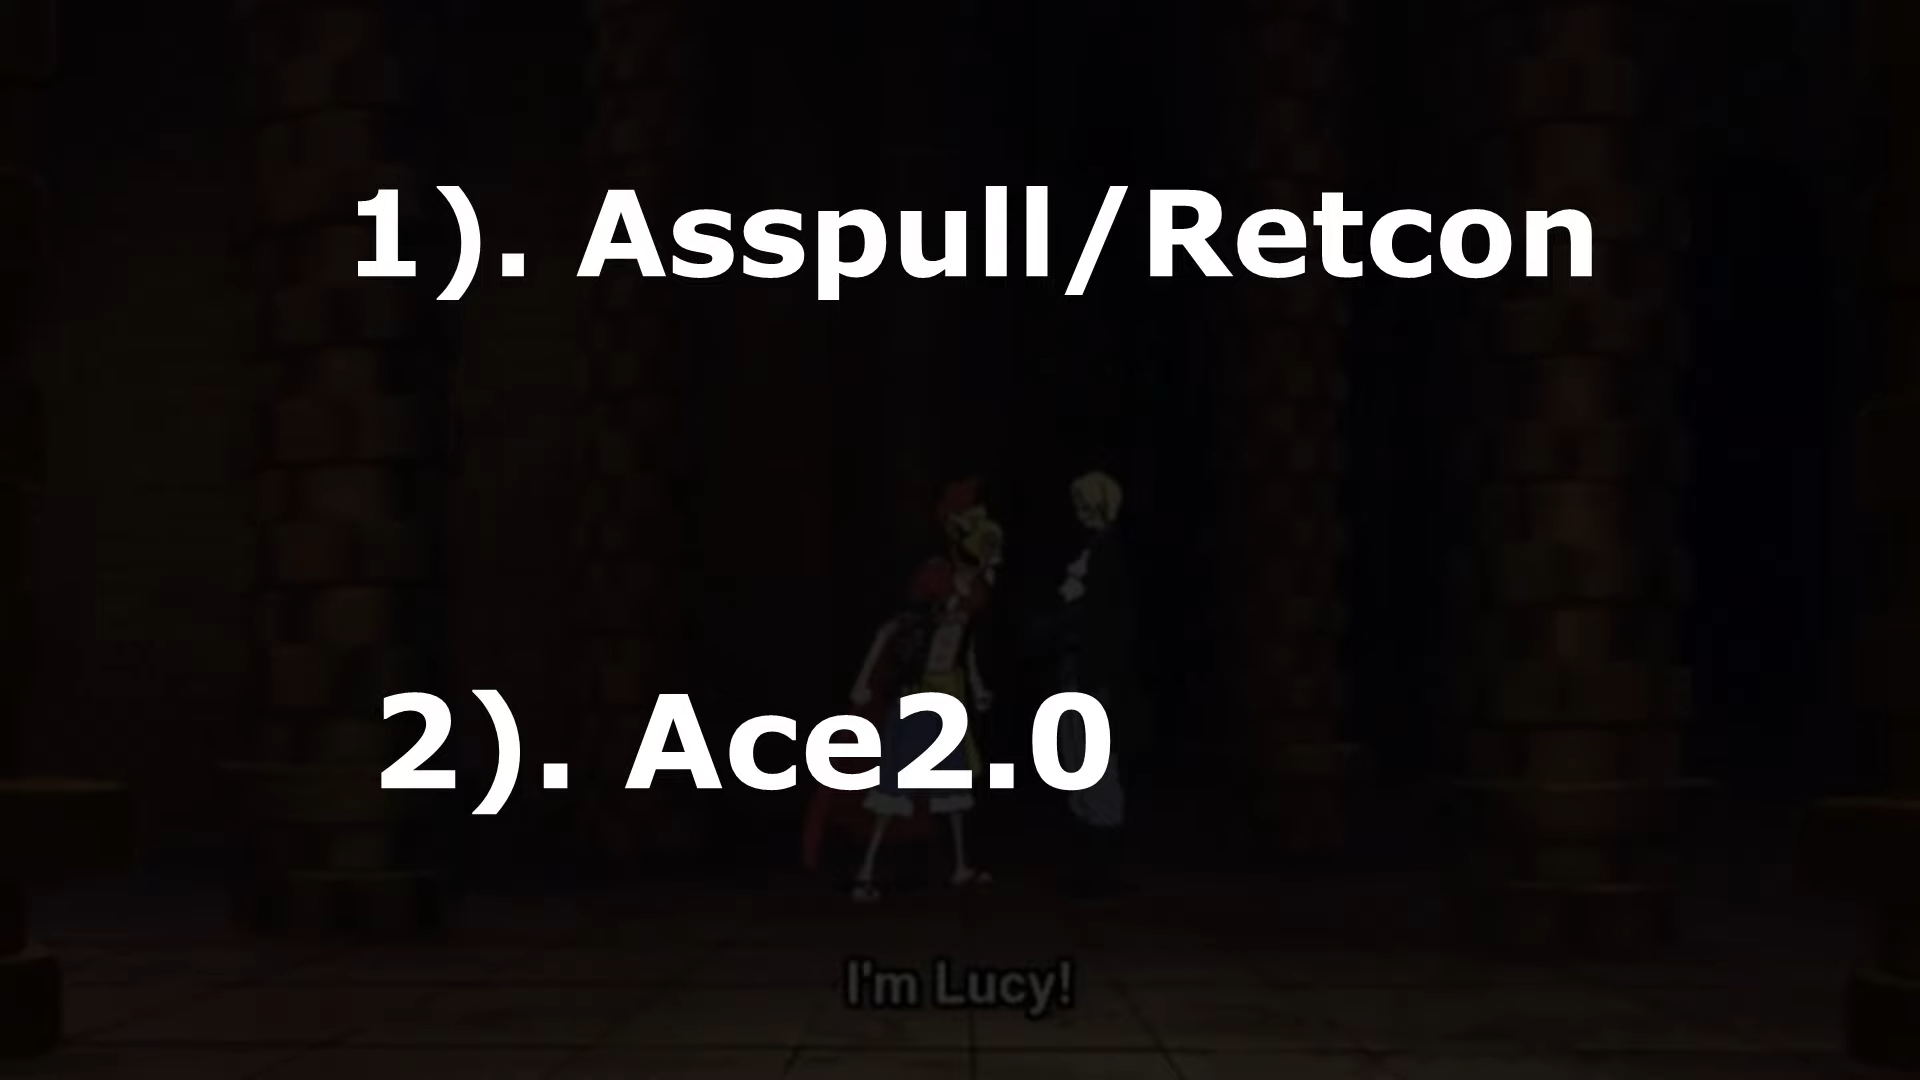 1). Asspull/Retcon
2). Ace2.0
I'm Lucy!